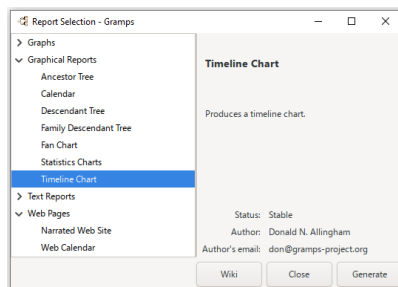 Report Selection - Gramps
Graphs
Graphical Reports
Ancestor Tree
Calendar
Descendant Tree
Family Descendant Tree
Fan Chart
Statistics Charts
Timeline Chart
Text Reports
Web Pages
Narrated Web Site
Web Calendar
Timeline Chart
Produces a timeline chart.
Status: Stable
Author: Donald N. Allingham
Author's email: don@gramps-project.org
Wiki Close Generate